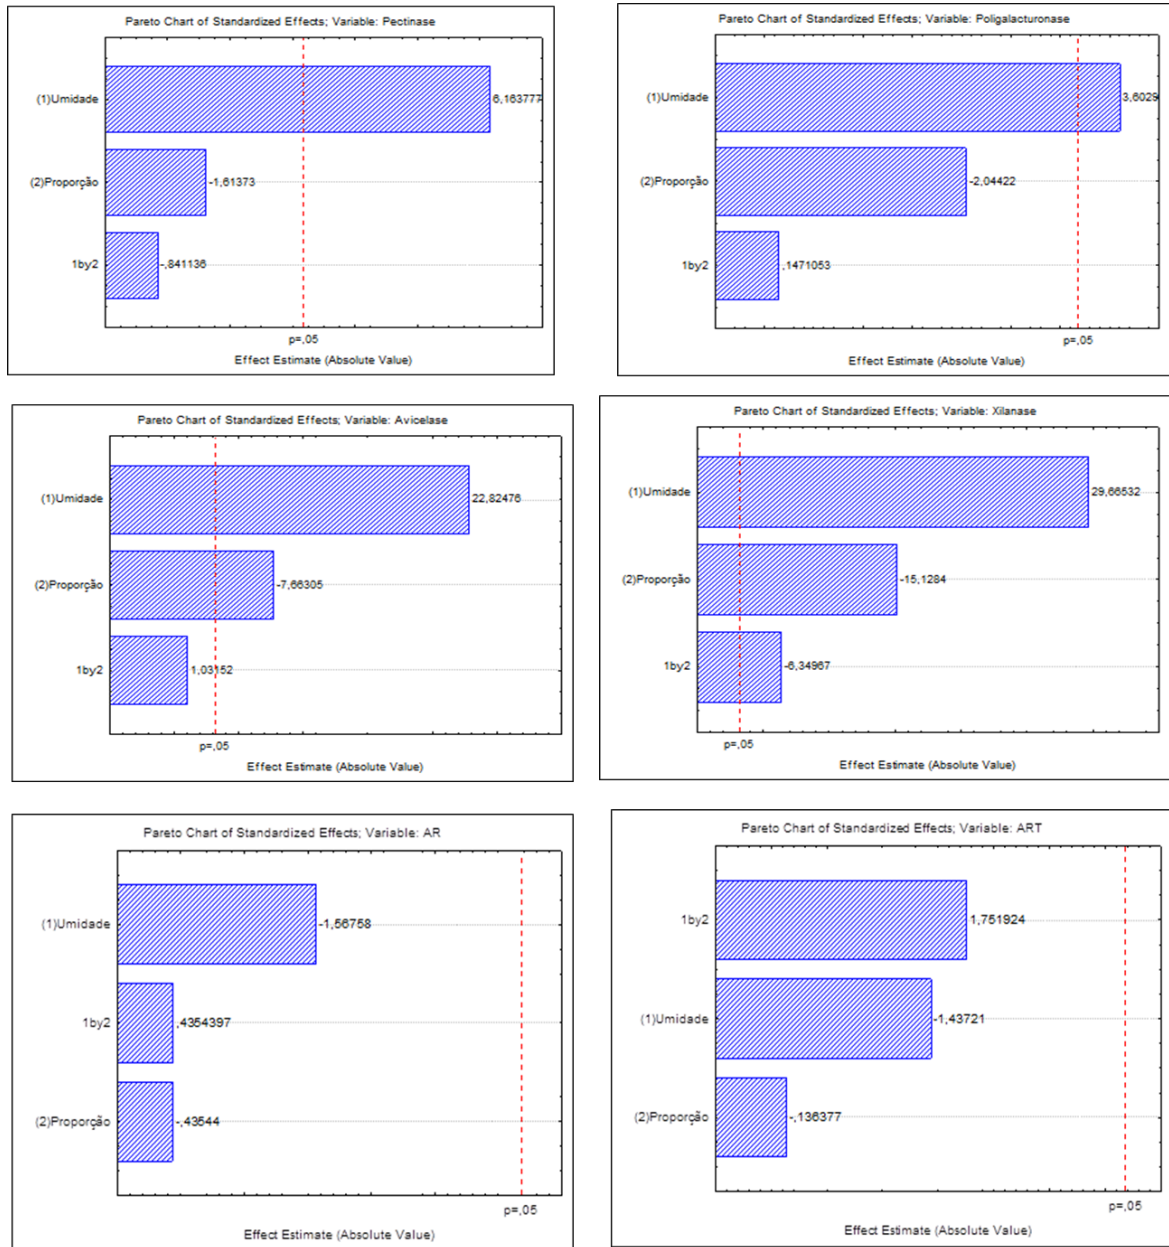 Pareto Chart of Standardized Effects; Variable: Pectinase
(1)Umidade
6,163777
(2)Proporção
-1,61373
1by2
-,841136
p=,05
Effect Estimate (Absolute Value)
Pareto Chart of Standardized Effects; Variable: Poligalacturonase
(1)Umidade
3,6029
(2)Proporção
-2,04422
1by2
,1471053
p=,05
Effect Estimate (Absolute Value)
Pareto Chart of Standardized Effects; Variable: Avicelase
(1)Umidade
22,82476
(2)Proporção
-7,66305
1by2
1,03152
p=,05
Effect Estimate (Absolute Value)
Pareto Chart of Standardized Effects; Variable: Xilanase
(1)Umidade
29,66532
(2)Proporção
-15,1284
1by2
-6,34967
p=,05
Effect Estimate (Absolute Value)
Pareto Chart of Standardized Effects; Variable: AR
(1)Umidade
-1,56758
1by2
,4354397
(2)Proporção
-,43544
p=,05
Effect Estimate (Absolute Value)
Pareto Chart of Standardized Effects; Variable: ART
1by2
1,751924
(1)Umidade
-1,43721
(2)Proporção
-,136377
p=,05
Effect Estimate (Absolute Value)